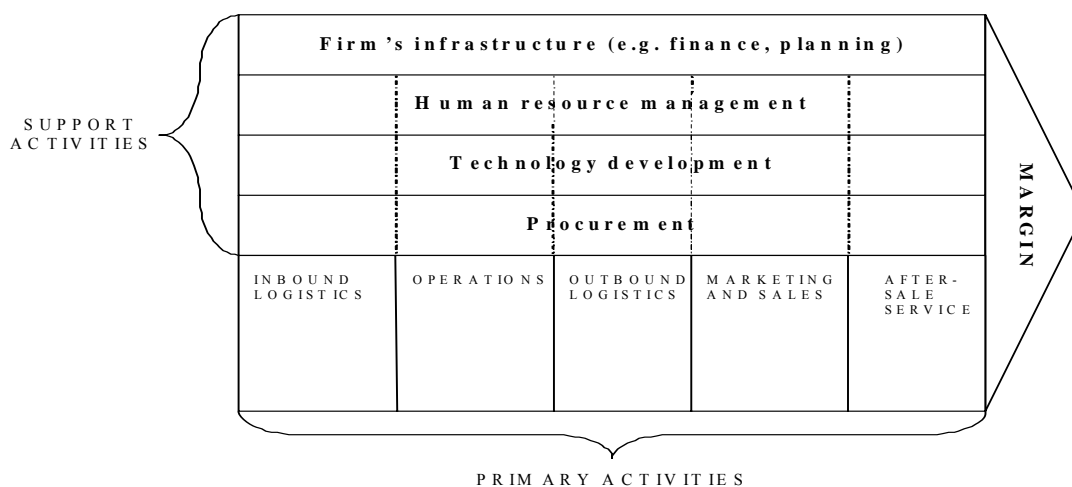 Firm's infrastructure (e.g. finance, planning)
Human resource management
SUPPORT
ACTIVITIES
Technology development
MARGIN
Procurement
INBOUND
LOGISTICS
OPERATIONS
OUTBOUND
LOGISTICS
MARKETING
AND SALES
AFTER-
SALE
SERVICE
PRIMARY ACTIVITIES